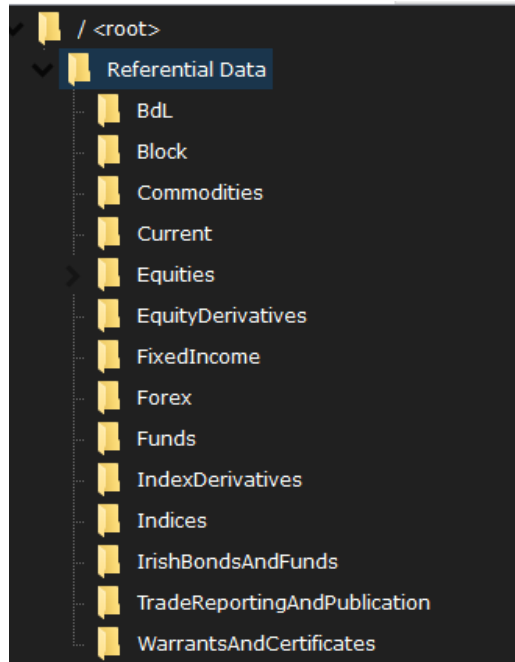 / <root>
Referential Data
BdL
Block
Commodities
Current
Equities
EquityDerivatives
FixedIncome
Forex
Funds
IndexDerivatives
Indices
IrishBondsAndFunds
TradeReportingAndPublication
WarrantsAndCertificates